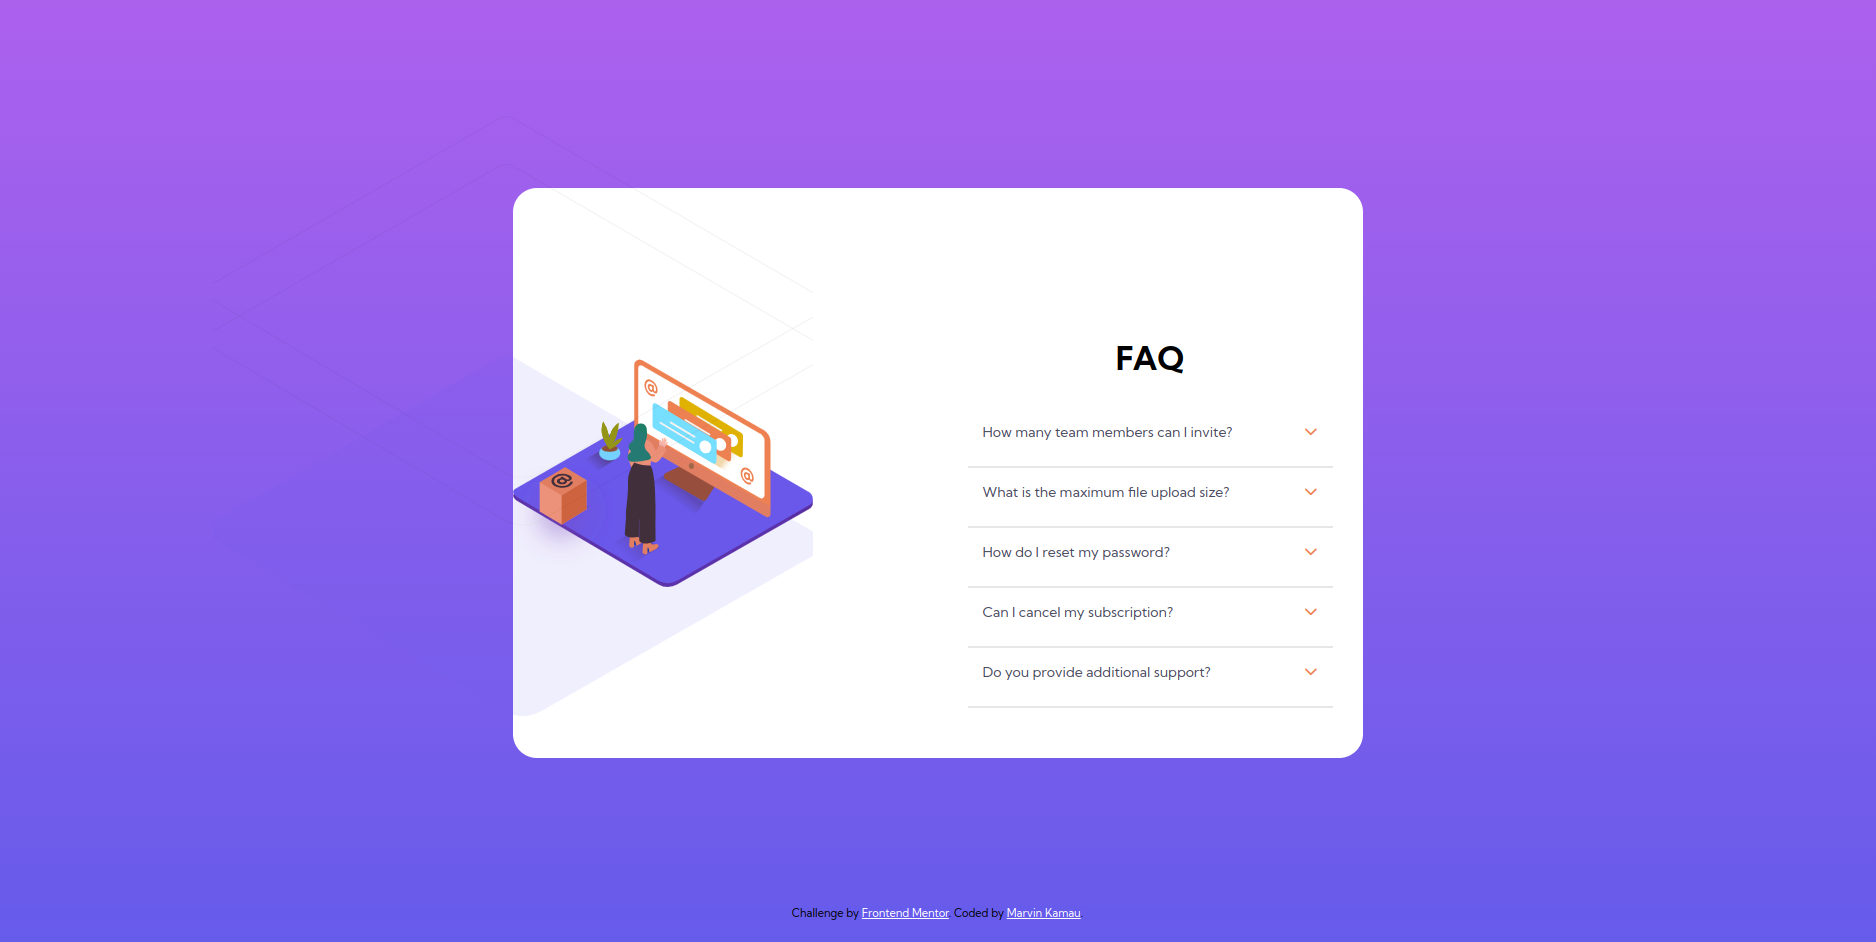 FAQ
How many team members can I invite?
What is the maximum file upload size?
How do I reset my password?
Can I cancel my subscription?
Do you provide additional support?
Challenge by Frontend Mentor. Coded by Marvin Kamau.